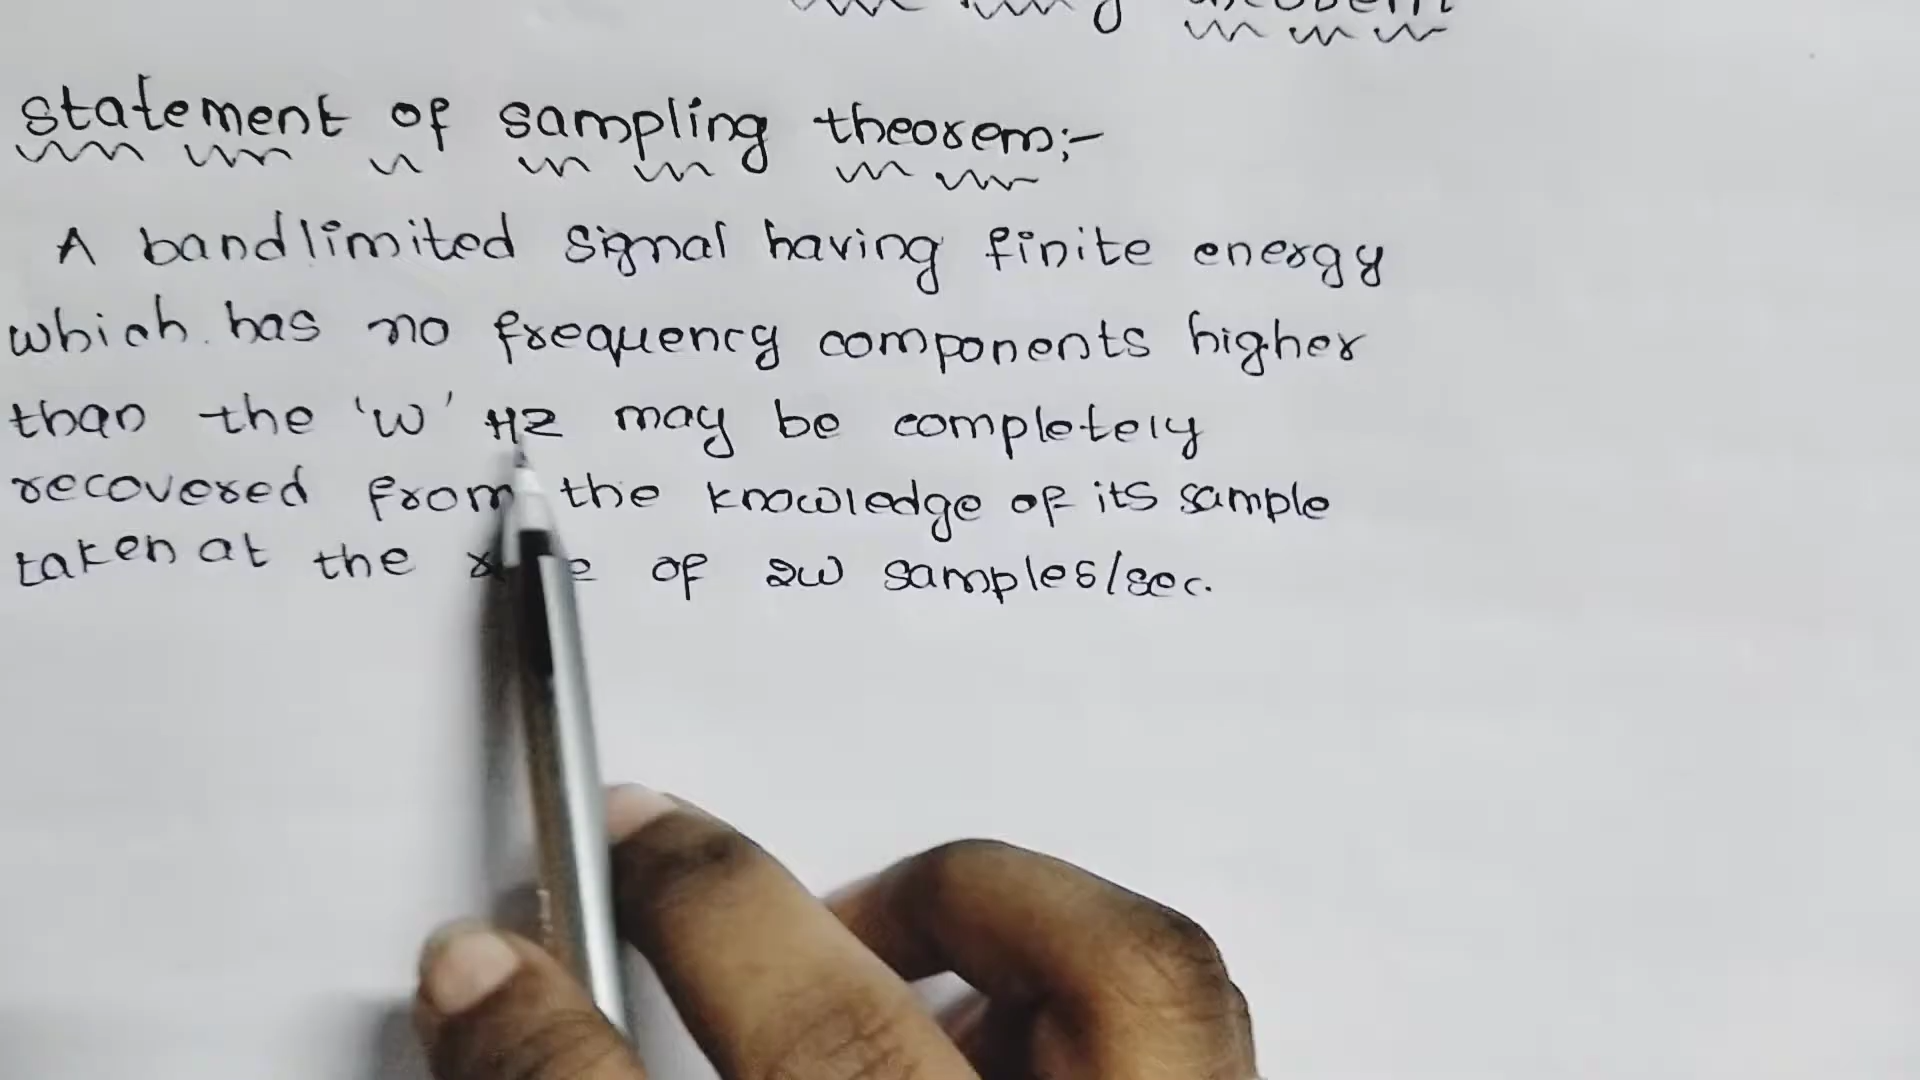 statement of sampling theorem:-
A bandlimited signal having finite energy
which has no frequency components higher
than the 'W' HZ may be completely
recovered from the knowledge of its sample
taken at the of 2W samples/sec.